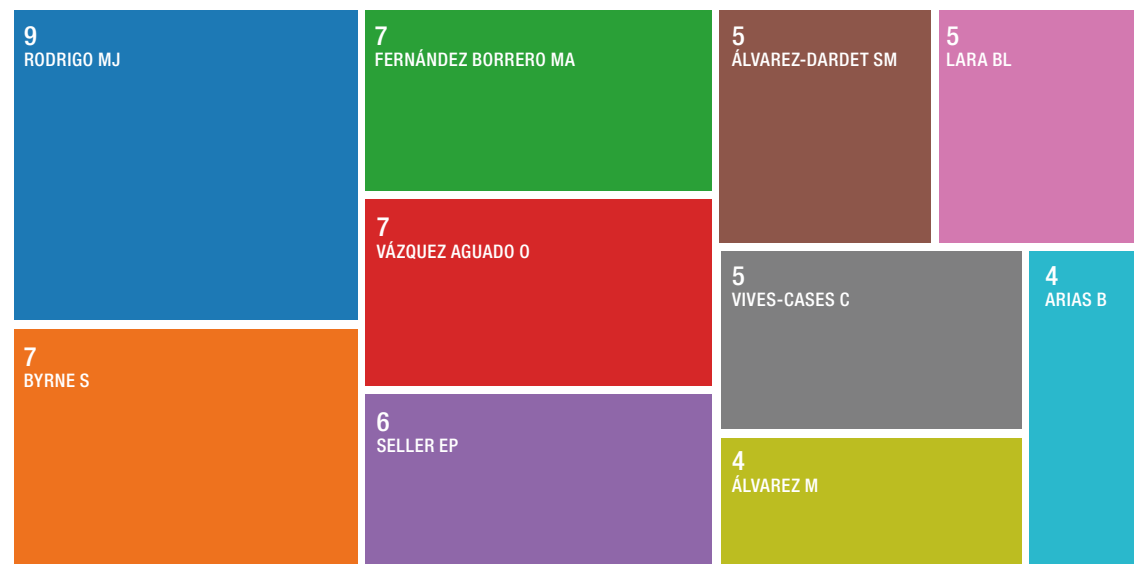 9
RODRIGO MJ
7
BYRNE S
7
FERNÁNDEZ BORRERO MA
7
VÁZQUEZ AGUADO O
6
SELLER EP
5
ÁLVAREZ-DARDET SM
5
LARA BL
5
VIVES-CASES C
4
ÁLVAREZ M
4
ARIAS B